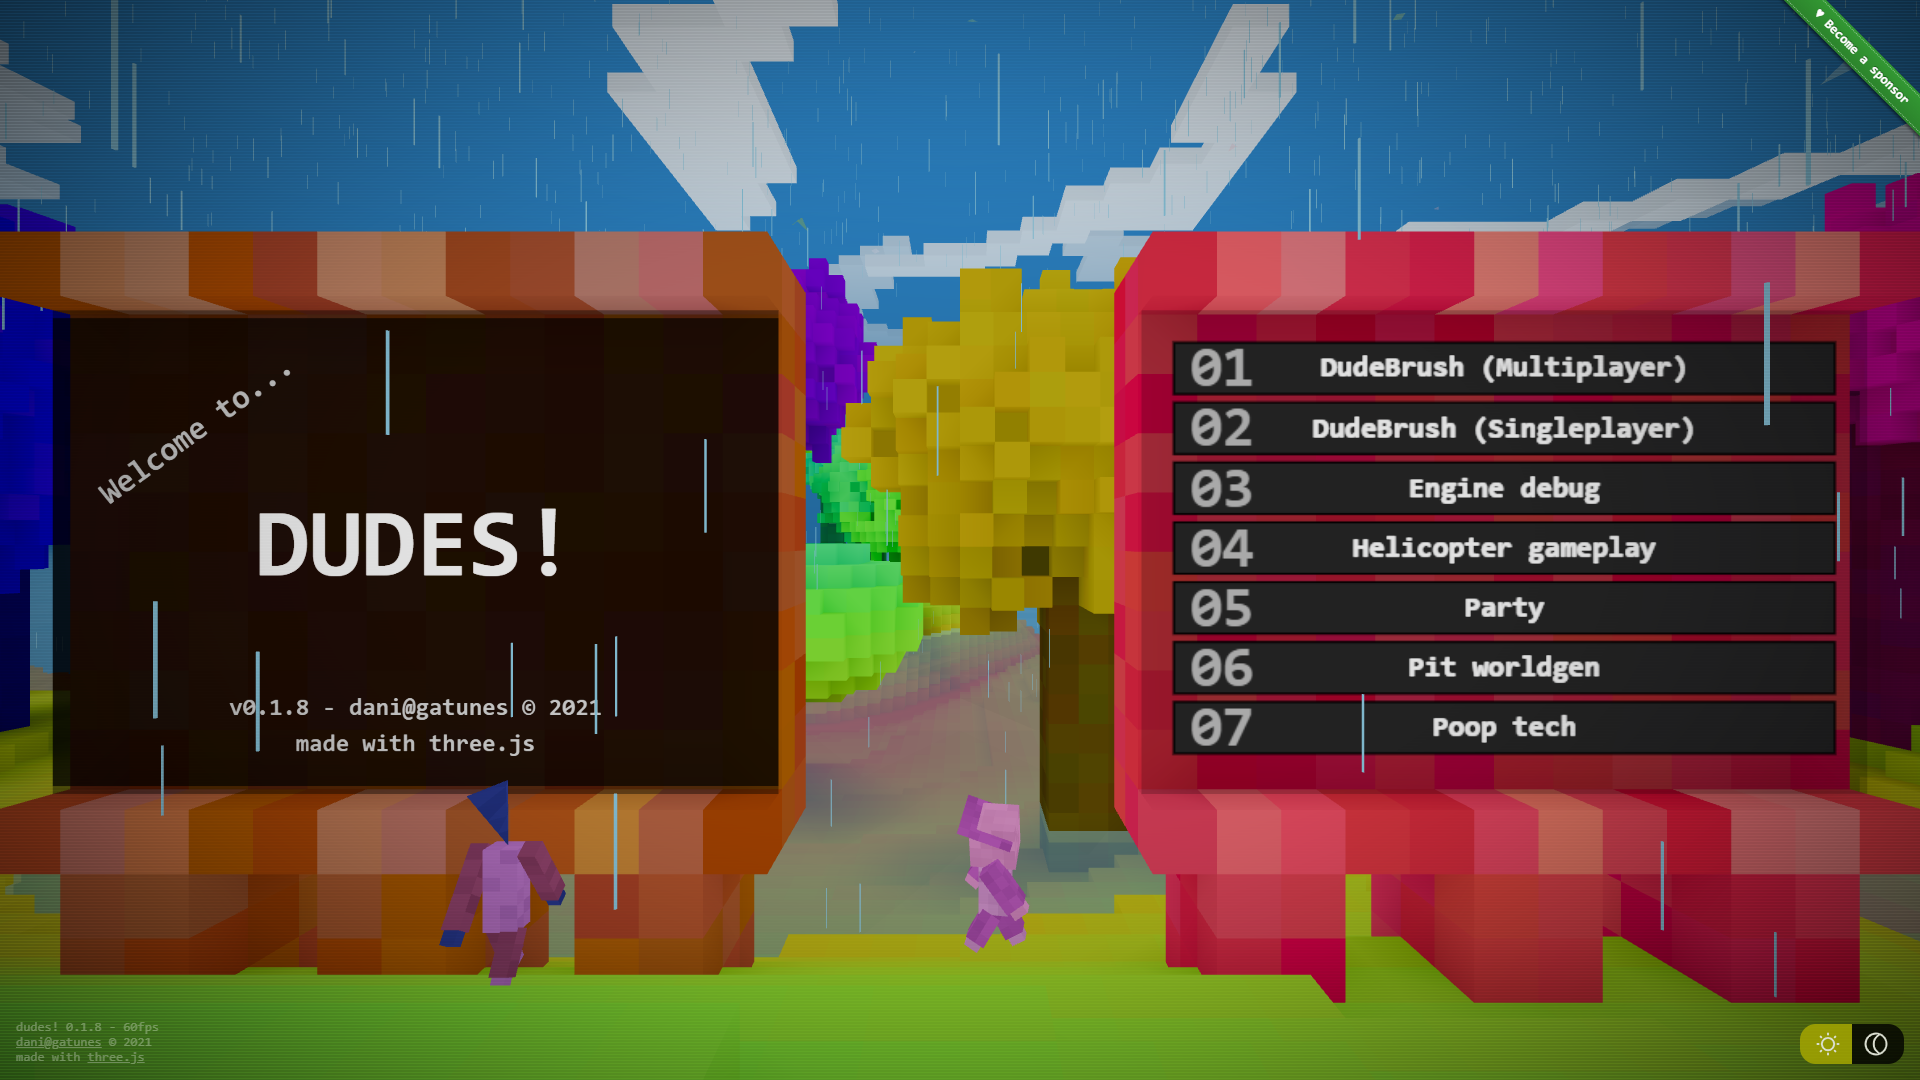 ♥ Become a sponsor
Welcome to...
DUDES!
v0.1.8 - dani@gatunes © 2021
made with three.js
01 DudeBrush (Multiplayer)
02 DudeBrush (Singleplayer)
03 Engine debug
04 Helicopter gameplay
05 Party
06 Pit worldgen
07 Poop tech
dudes! 0.1.8 - 60fps
dani@gatunes © 2021
made with three.js